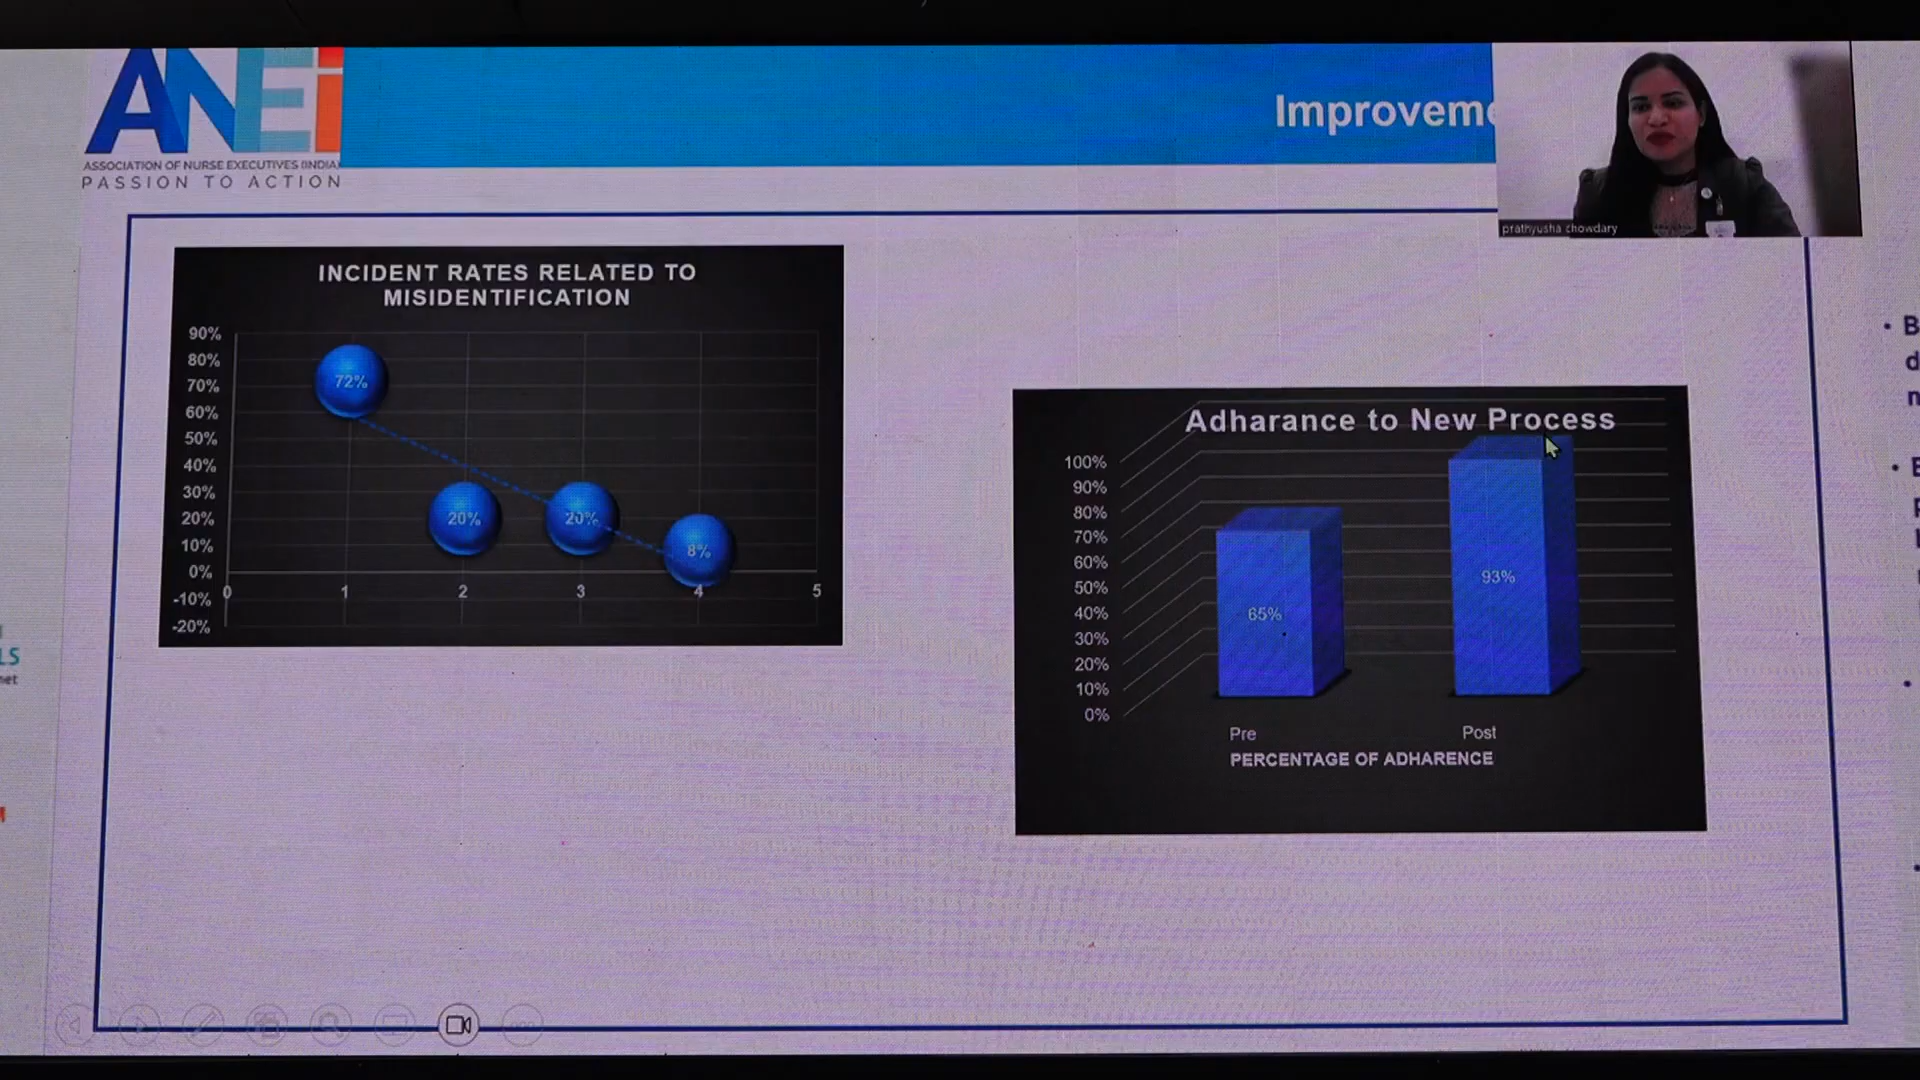 ANEi
ASSOCIATION OF NURSE EXECUTIVES (INDIA)
PASSION TO ACTION
Improveme
prathyusha chowdary
INCIDENT RATES RELATED TO
MISIDENTIFICATION
90%
80%
70%
60%
50%
40%
30%
20%
10%
0%
-10%
-20%
72%
20%
20%
8%
0 1 2 3 4 5
Adharance to New Process
100%
90%
80%
70%
60%
50%
40%
30%
20%
10%
0%
65%
93%
Pre Post
PERCENTAGE OF ADHARENCE
LS
net
• B
d
n